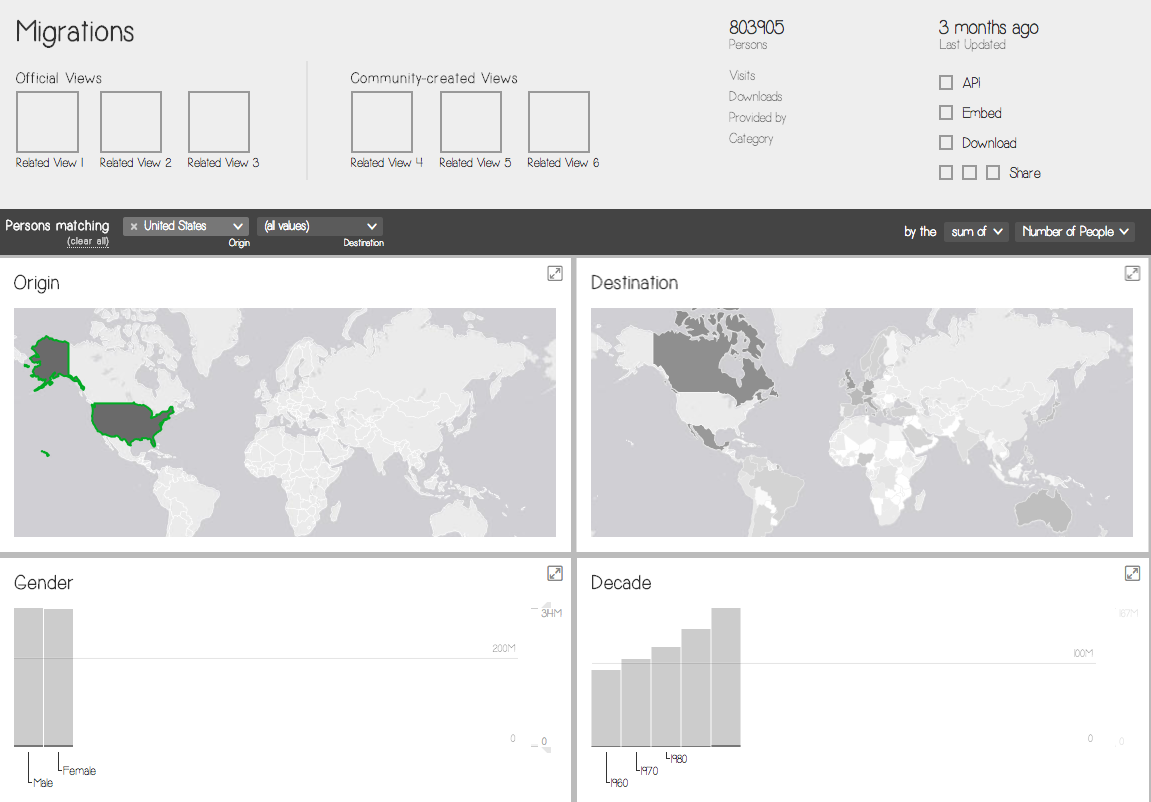 Migrations
Official Views
Related View 1
Related View 2
Related View 3
Community-created Views
Related View 4
Related View 5
Related View 6
803905
Persons
Visits
Downloads
Provided by
Category
3 months ago
Last Updated
API
Embed
Download
Share
Persons matching
(clear all)
× United States
Origin
(all values)
Destination
by the
sum of
Number of People
Origin
Destination
Gender
314M
200M
0
0
Male
Female
Decade
167M
100M
0
0
1960
1970
1980